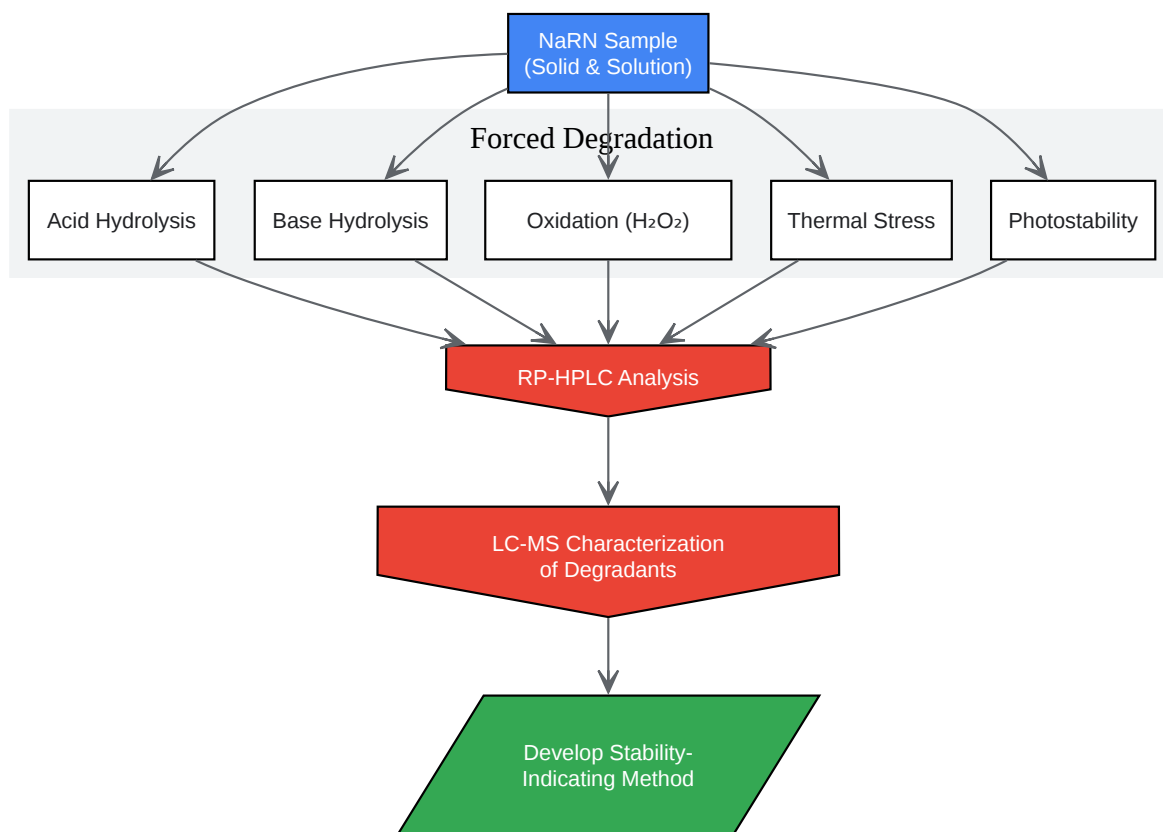 NaRN Sample
(Solid & Solution)
Forced Degradation
Acid Hydrolysis
Base Hydrolysis
Oxidation (H₂O₂)
Thermal Stress
Photostability
RP-HPLC Analysis
LC-MS Characterization
of Degradants
Develop Stability-
Indicating Method